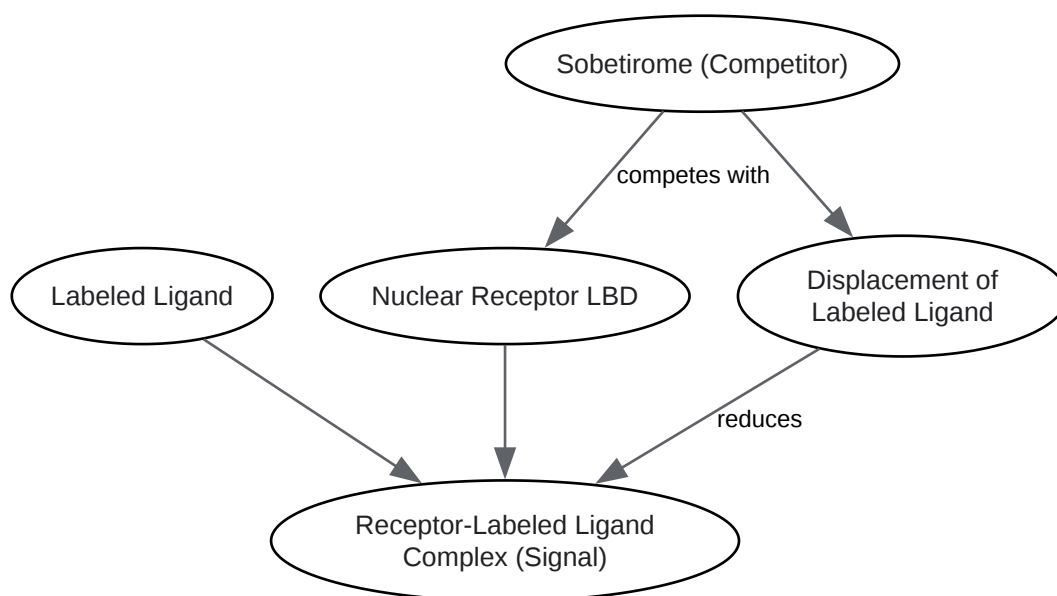 Sobetirome (Competitor)
competes with
Labeled Ligand
Nuclear Receptor LBD
Displacement of
Labeled Ligand
reduces
Receptor-Labeled Ligand
Complex (Signal)